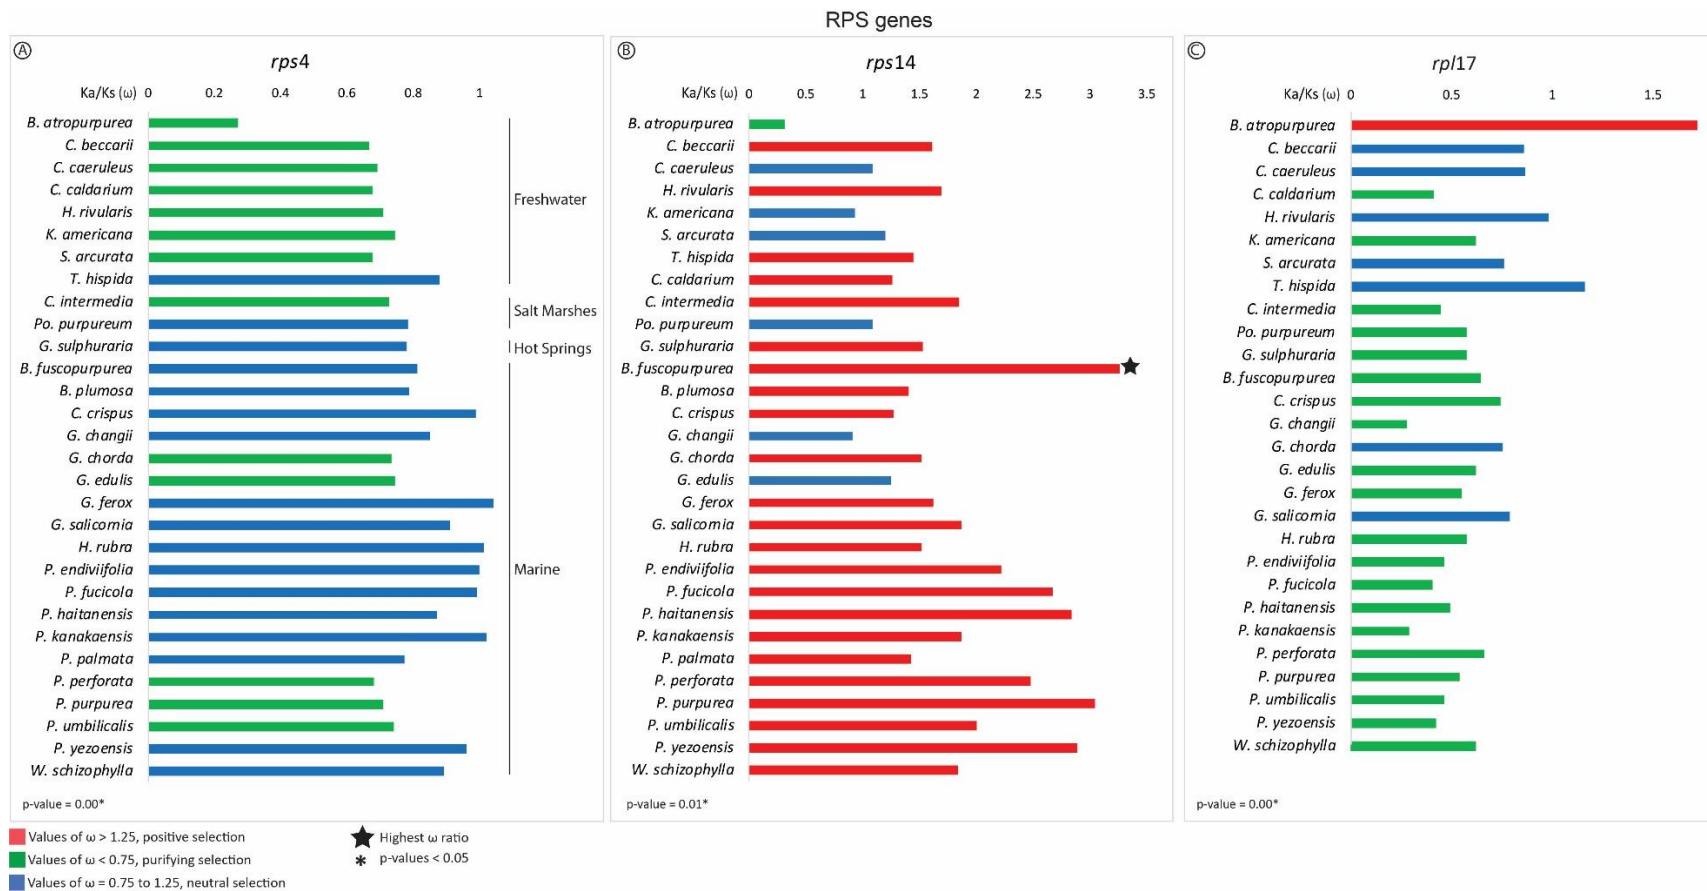 RPS genes
A
rps4
Ka/Ks (ω) 0 0.2 0.4 0.6 0.8 1
B. atropurpurea
C. beccarii
C. caeruleus
C. caldarium
H. rivularis
K. americana
S. arcurata
T. hispida
C. intermedia
Po. purpureum
G. sulphuraria
B. fuscopurpurea
B. plumosa
C. crispus
G. changii
G. chorda
G. edulis
G. ferox
G. salicornia
H. rubra
P. endiviifolia
P. fucicola
P. haitanensis
P. kanakaensis
P. palmata
P. perforata
P. purpurea
P. umbilicalis
P. yezoensis
W. schizophylla
Freshwater
Salt Marshes
Hot Springs
Marine
p-value = 0.00*
B
rps14
Ka/Ks (ω) 0 0.5 1 1.5 2 2.5 3 3.5
B. atropurpurea
C. beccarii
C. caeruleus
H. rivularis
K. americana
S. arcurata
T. hispida
C. caldarium
C. intermedia
Po. purpureum
G. sulphuraria
B. fuscopurpurea
B. plumosa
C. crispus
G. changii
G. chorda
G. edulis
G. ferox
G. salicornia
H. rubra
P. endiviifolia
P. fucicola
P. haitanensis
P. kanakaensis
P. palmata
P. perforata
P. purpurea
P. umbilicalis
P. yezoensis
W. schizophylla
p-value = 0.01*
C
rpl17
Ka/Ks (ω) 0 0.5 1 1.5
B. atropurpurea
C. beccarii
C. caeruleus
C. caldarium
H. rivularis
K. americana
S. arcurata
T. hispida
C. intermedia
Po. purpureum
G. sulphuraria
B. fuscopurpurea
C. crispus
G. changii
G. chorda
G. edulis
G. ferox
G. salicornia
H. rubra
P. endiviifolia
P. fucicola
P. haitanensis
P. kanakaensis
P. perforata
P. purpurea
P. umbilicalis
P. yezoensis
W. schizophylla
p-value = 0.00*
Values of ω > 1.25, positive selection
Values of ω < 0.75, purifying selection
Values of ω = 0.75 to 1.25, neutral selection
★ Highest ω ratio
* p-values < 0.05